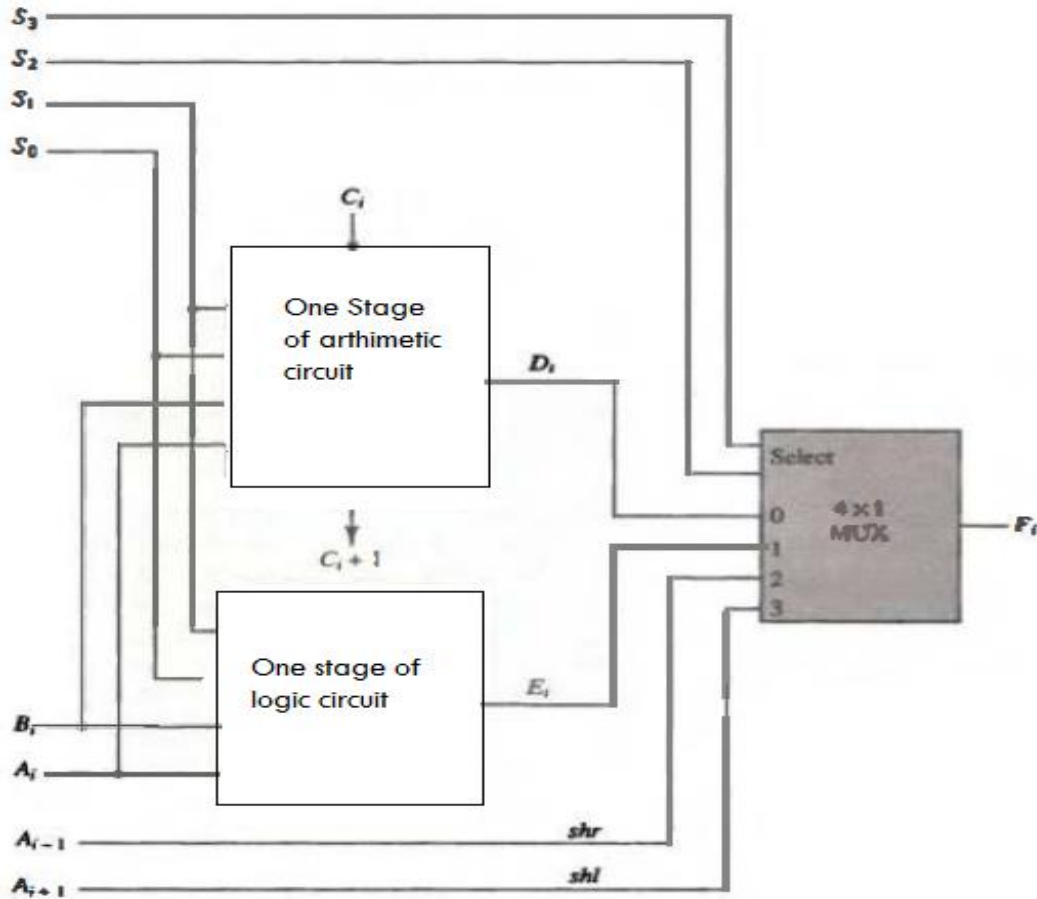 S₃
S₂
S₁
S₀
Cᵢ
One Stage
of arthimetic
circuit
Dᵢ
Select
0
4 × 1
MUX
1
2
3
Fᵢ
Cᵢ + 1
One stage of
logic circuit
Eᵢ
Bᵢ
Aᵢ
Aᵢ₋₁
shr
Aᵢ₊₁
shl